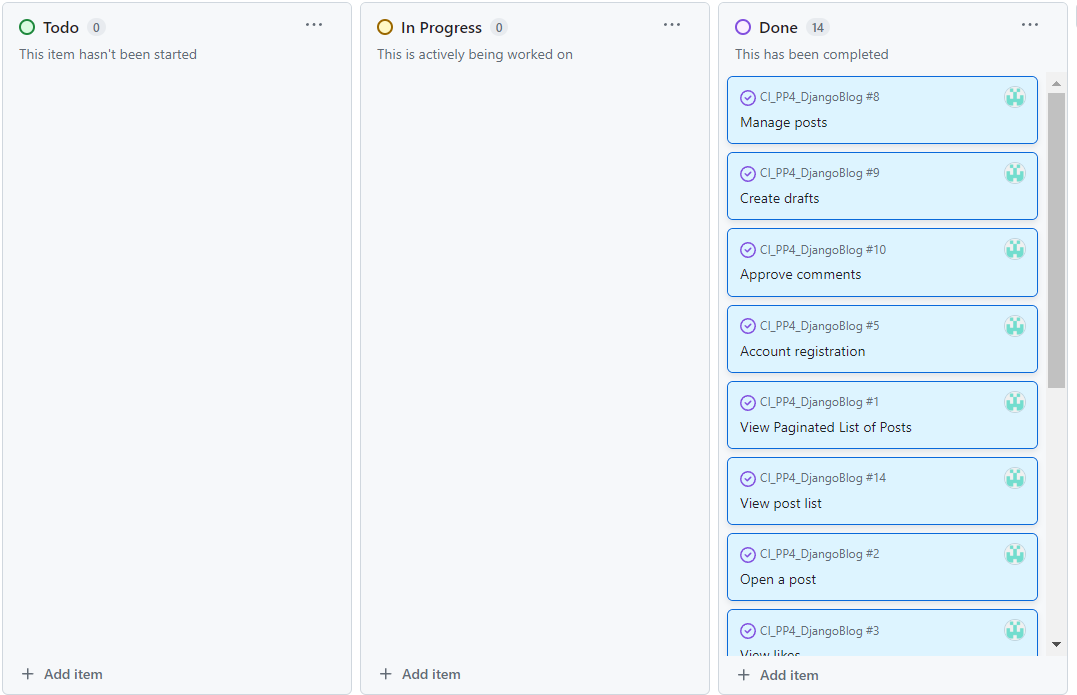 Todo 0
This item hasn't been started
+ Add item
In Progress 0
This is actively being worked on
+ Add item
Done 14
This has been completed
CI_PP4_DjangoBlog #8
Manage posts
CI_PP4_DjangoBlog #9
Create drafts
CI_PP4_DjangoBlog #10
Approve comments
CI_PP4_DjangoBlog #5
Account registration
CI_PP4_DjangoBlog #1
View Paginated List of Posts
CI_PP4_DjangoBlog #14
View post list
CI_PP4_DjangoBlog #2
Open a post
CI_PP4_DjangoBlog #3
View likes
+ Add item